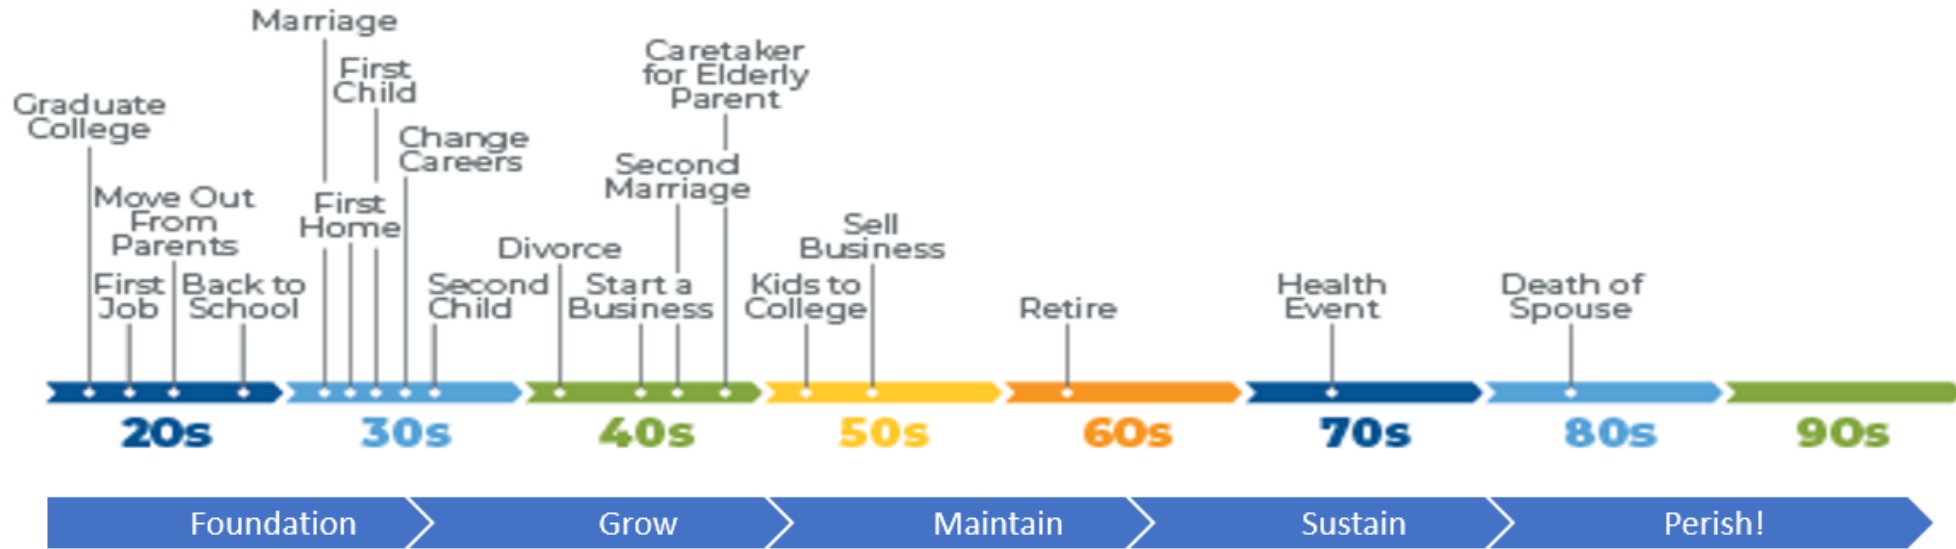 Marriage
First
Child
Graduate
College
Change
Careers
Move Out
From
Parents
First
Home
First
Job
Back to
School
Second
Child
Divorce
Caretaker
for Elderly
Parent
Second
Marriage
Start a
Business
Sell
Business
Kids to
College
Retire
Health
Event
Death of
Spouse
20s
30s
40s
50s
60s
70s
80s
90s
Foundation
Grow
Maintain
Sustain
Perish!